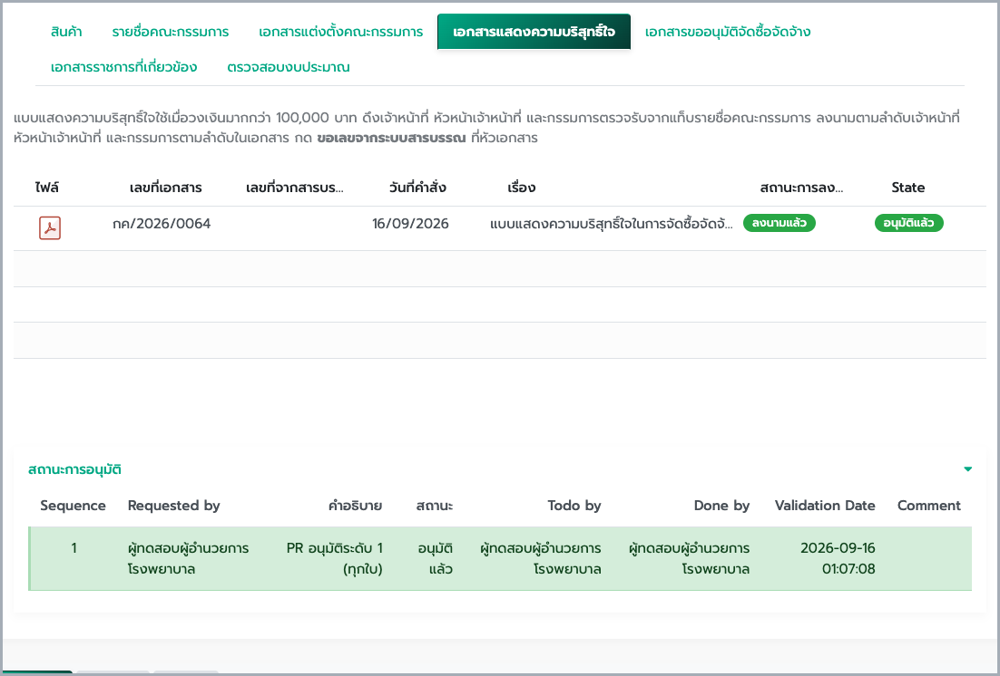 สินค้า รายชื่อคณะกรรมการ เอกสารแต่งตั้งคณะกรรมการ เอกสารแสดงความบริสุทธิ์ใจ เอกสารขออนุมัติจัดซื้อจัดจ้าง
เอกสารราชการที่เกี่ยวข้อง ตรวจสอบงบประมาณ
แบบแสดงความบริสุทธิ์ใจใช้เมื่อวงเงินมากกว่า 100,000 บาท ดึงเจ้าหน้าที่ หัวหน้าเจ้าหน้าที่ และกรรมการตรวจรับจากแท็บรายชื่อคณะกรรมการ ลงนามตามลำดับเจ้าหน้าที่
หัวหน้าเจ้าหน้าที่ และกรรมการตามลำดับในเอกสาร กด ขอเลขจากระบบสารบรรณ ที่หัวเอกสาร
ไฟล์ เลขที่เอกสาร เลขที่จากสารบร... วันที่คำสั่ง เรื่อง สถานะการลง... State
กค/2026/0064 16/09/2026 แบบแสดงความบริสุทธิ์ใจในการจัดซื้อจัดจ้... ลงนามแล้ว อนุมัติแล้ว
สถานะการอนุมัติ
Sequence Requested by คำอธิบาย สถานะ Todo by Done by Validation Date Comment
1 ผู้ทดสอบผู้อำนวยการ PR อนุมัติระดับ 1 อนุมัติ ผู้ทดสอบผู้อำนวยการ ผู้ทดสอบผู้อำนวยการ 2026-09-16
โรงพยาบาล (ทุกใบ) แล้ว โรงพยาบาล โรงพยาบาล 01:07:08